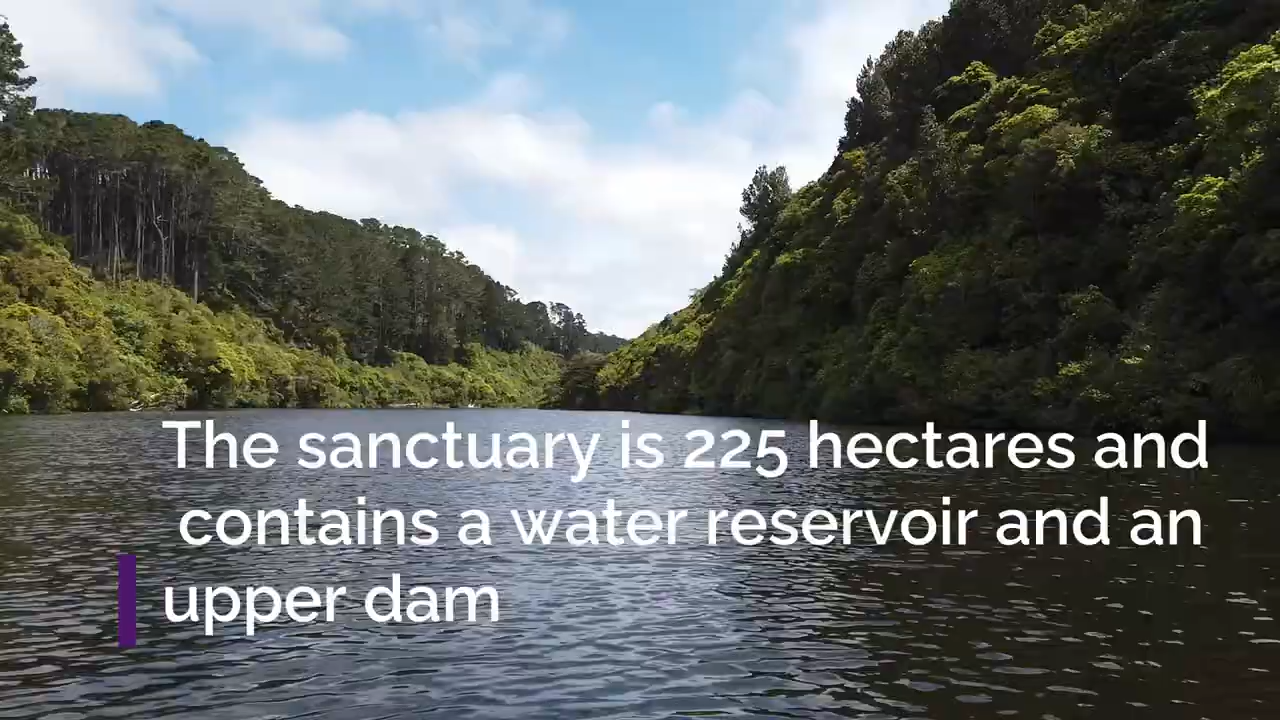 The sanctuary is 225 hectares and
contains a water reservoir and an
upper dam